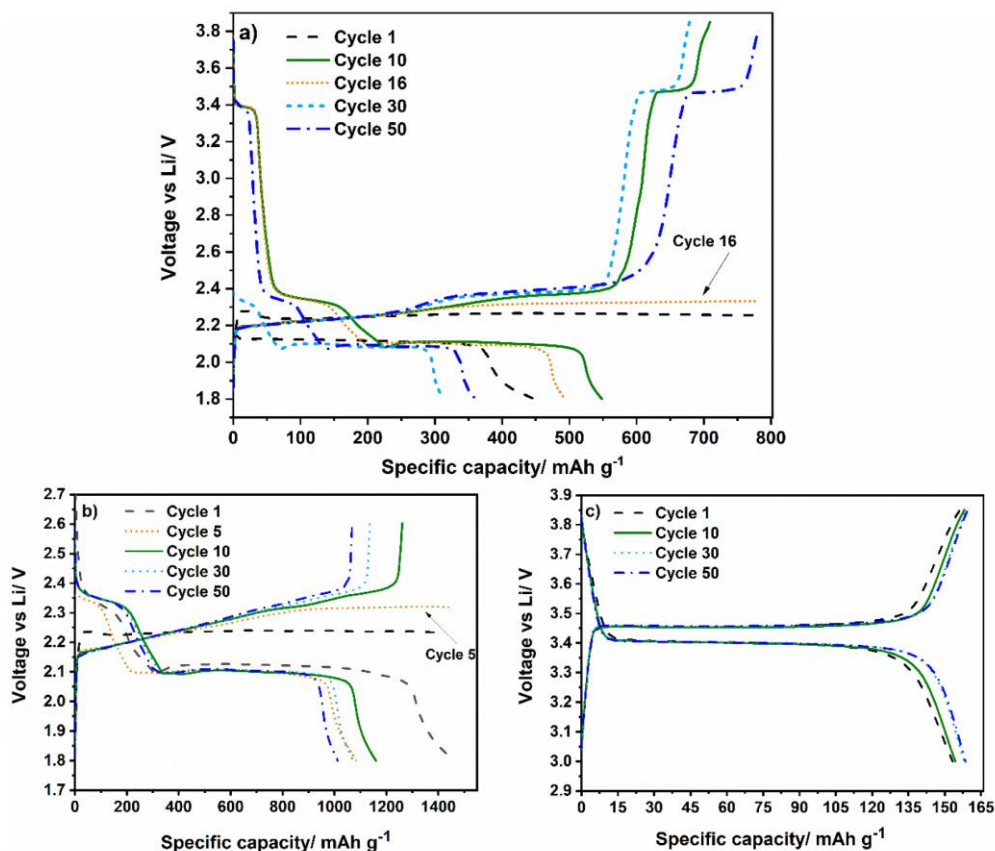 a)
Cycle 1
Cycle 10
Cycle 16
Cycle 30
Cycle 50
Cycle 16
Voltage vs Li/ V
3.8
3.6
3.4
3.2
3.0
2.8
2.6
2.4
2.2
2.0
1.8
0 100 200 300 400 500 600 700 800
Specific capacity/ mAh g⁻¹
b)
Cycle 1
Cycle 5
Cycle 10
Cycle 30
Cycle 50
Cycle 5
Voltage vs Li/ V
2.7
2.6
2.5
2.4
2.3
2.2
2.1
2.0
1.9
1.8
1.7
0 200 400 600 800 1000 1200 1400
Specific capacity/ mAh g⁻¹
c)
Cycle 1
Cycle 10
Cycle 30
Cycle 50
Voltage vs Li/ V
3.9
3.8
3.7
3.6
3.5
3.4
3.3
3.2
3.1
3.0
2.9
0 15 30 45 60 75 90 105 120 135 150 165
Specific capacity/ mAh g⁻¹